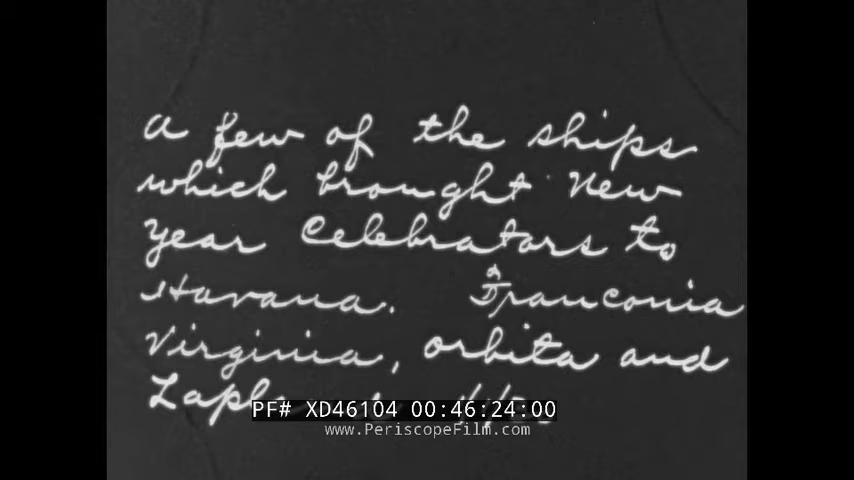 a few of the ships
which brought New
Year Celebrators to
Havana. Franconia
Virginia, orbita and
PF# XD46104 00:46:24:00
www.PeriscopeFilm.com